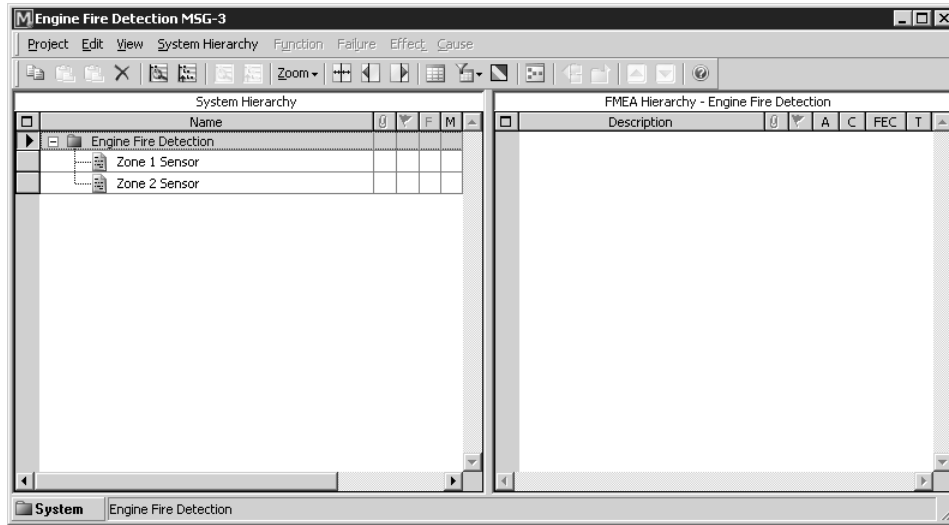 M Engine Fire Detection MSG-3
Project Edit View System Hierarchy Function Failure Effect Cause
Zoom
System Hierarchy
Name F M
Engine Fire Detection
Zone 1 Sensor
Zone 2 Sensor
FMEA Hierarchy - Engine Fire Detection
Description A C FEC T
System Engine Fire Detection